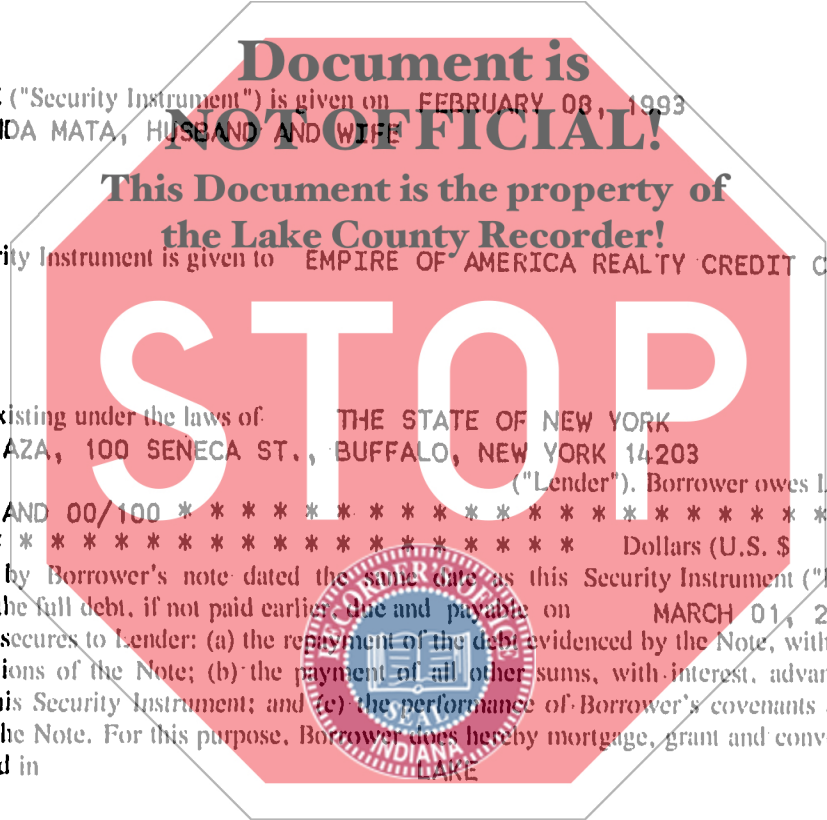 Document is
("Security Instrument") is given on FEBRUARY 08, 1993
DA MATA, HUSBAND AND WIFE
NOT OFFICIAL!
This Document is the property of
the Lake County Recorder!
Instrument is given to EMPIRE OF AMERICA REALTY CREDIT C
STOP
xisting under the laws of THE STATE OF NEW YORK
AZA, 100 SENECA ST., BUFFALO, NEW YORK 14203
("Lender"). Borrower owes L
AND 00/100 * * * * * * * * * * * * * * * * * * * * *
* * * * * * * * * * * * * * * * * * Dollars (U.S. $
by Borrower's note dated the same date as this Security Instrument ("
he full debt, if not paid earlier, due and payable on MARCH 01, 2
secures to Lender: (a) the repayment of the debt evidenced by the Note, with
ions of the Note; (b) the payment of all other sums, with interest, advan
is Security Instrument; and (c) the performance of Borrower's covenants
he Note. For this purpose, Borrower does hereby mortgage, grant and conv
d in LAKE
RECORDER OFFICE
SEAL
INDIANA